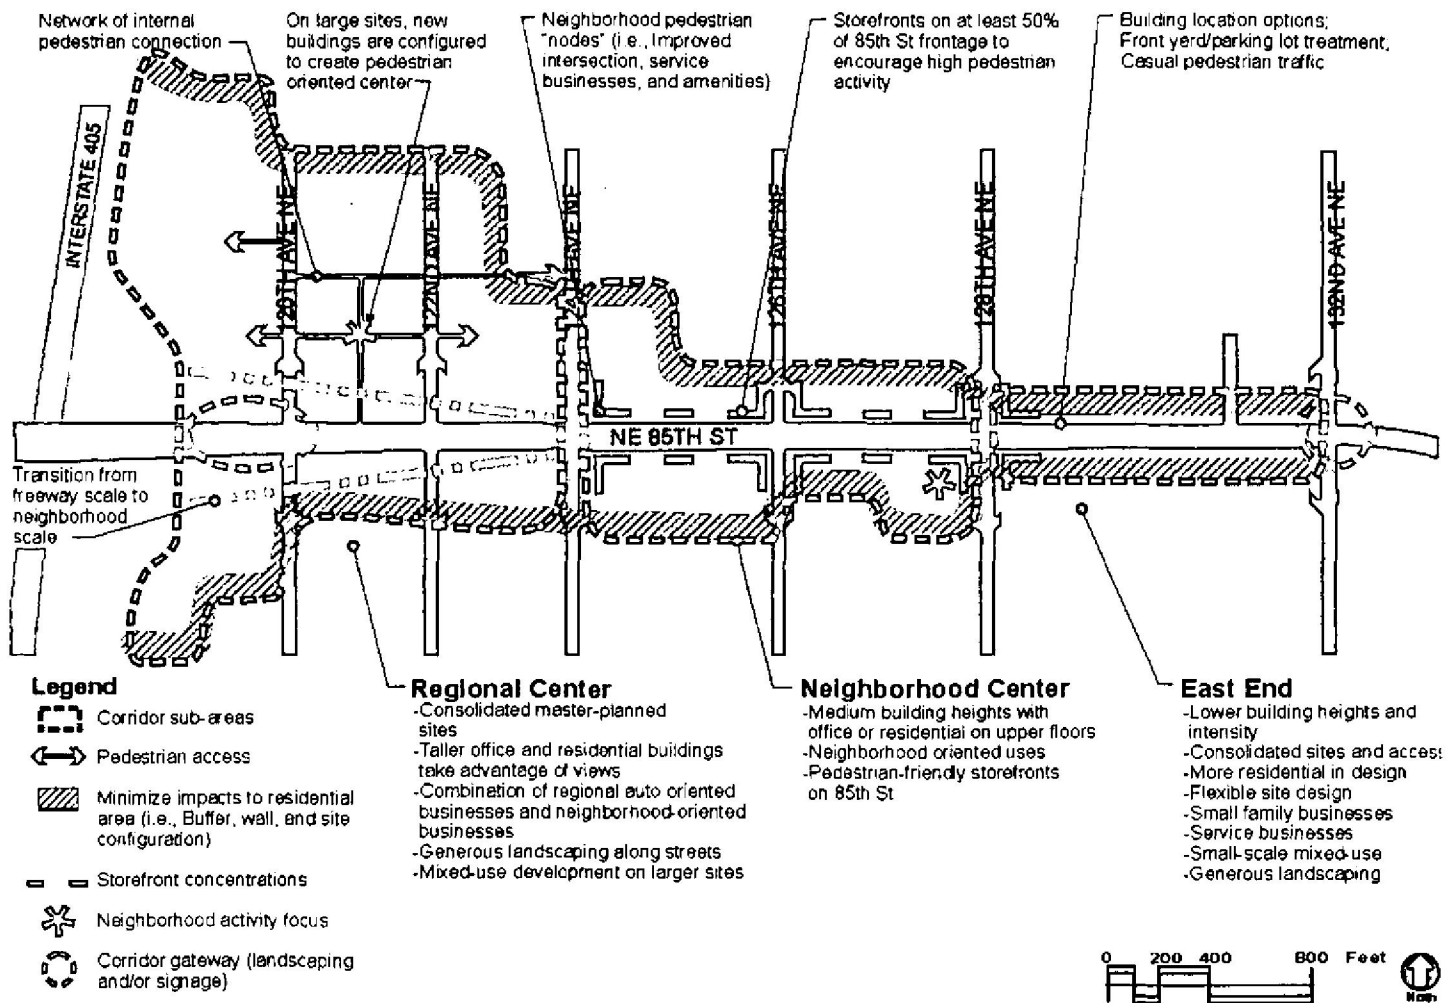 Network of internal
pedestrian connection
On large sites, new
buildings are configured
to create pedestrian
oriented center
Neighborhood pedestrian
"nodes" (i.e., Improved
intersection, service
businesses, and amenities)
Storefronts on at least 50%
of 85th St frontage to
encourage high pedestrian
activity
Building location options;
Front yard/parking lot treatment;
Casual pedestrian traffic
INTERSTATE 405
120TH AVE NE
122ND AVE NE
AVE NE
126TH AVE NE
128TH AVE NE
132ND AVE NE
NE 85TH ST
Transition from
freeway scale to
neighborhood
scale
Legend
Corridor sub-areas
Pedestrian access
Minimize impacts to residential
area (i.e., Buffer, wall, and site
configuration)
Storefront concentrations
Neighborhood activity focus
Corridor gateway (landscaping
and/or signage)
Regional Center
-Consolidated master-planned
sites
-Taller office and residential buildings
take advantage of views
-Combination of regional auto oriented
businesses and neighborhood-oriented
businesses
-Generous landscaping along streets
-Mixed-use development on larger sites
Neighborhood Center
-Medium building heights with
office or residential on upper floors
-Neighborhood oriented uses
-Pedestrian-friendly storefronts
on 85th St
East End
-Lower building heights and
intensity
-Consolidated sites and access
-More residential in design
-Flexible site design
-Small family businesses
-Service businesses
-Small-scale mixed-use
-Generous landscaping
0 200 400 800 Feet
North